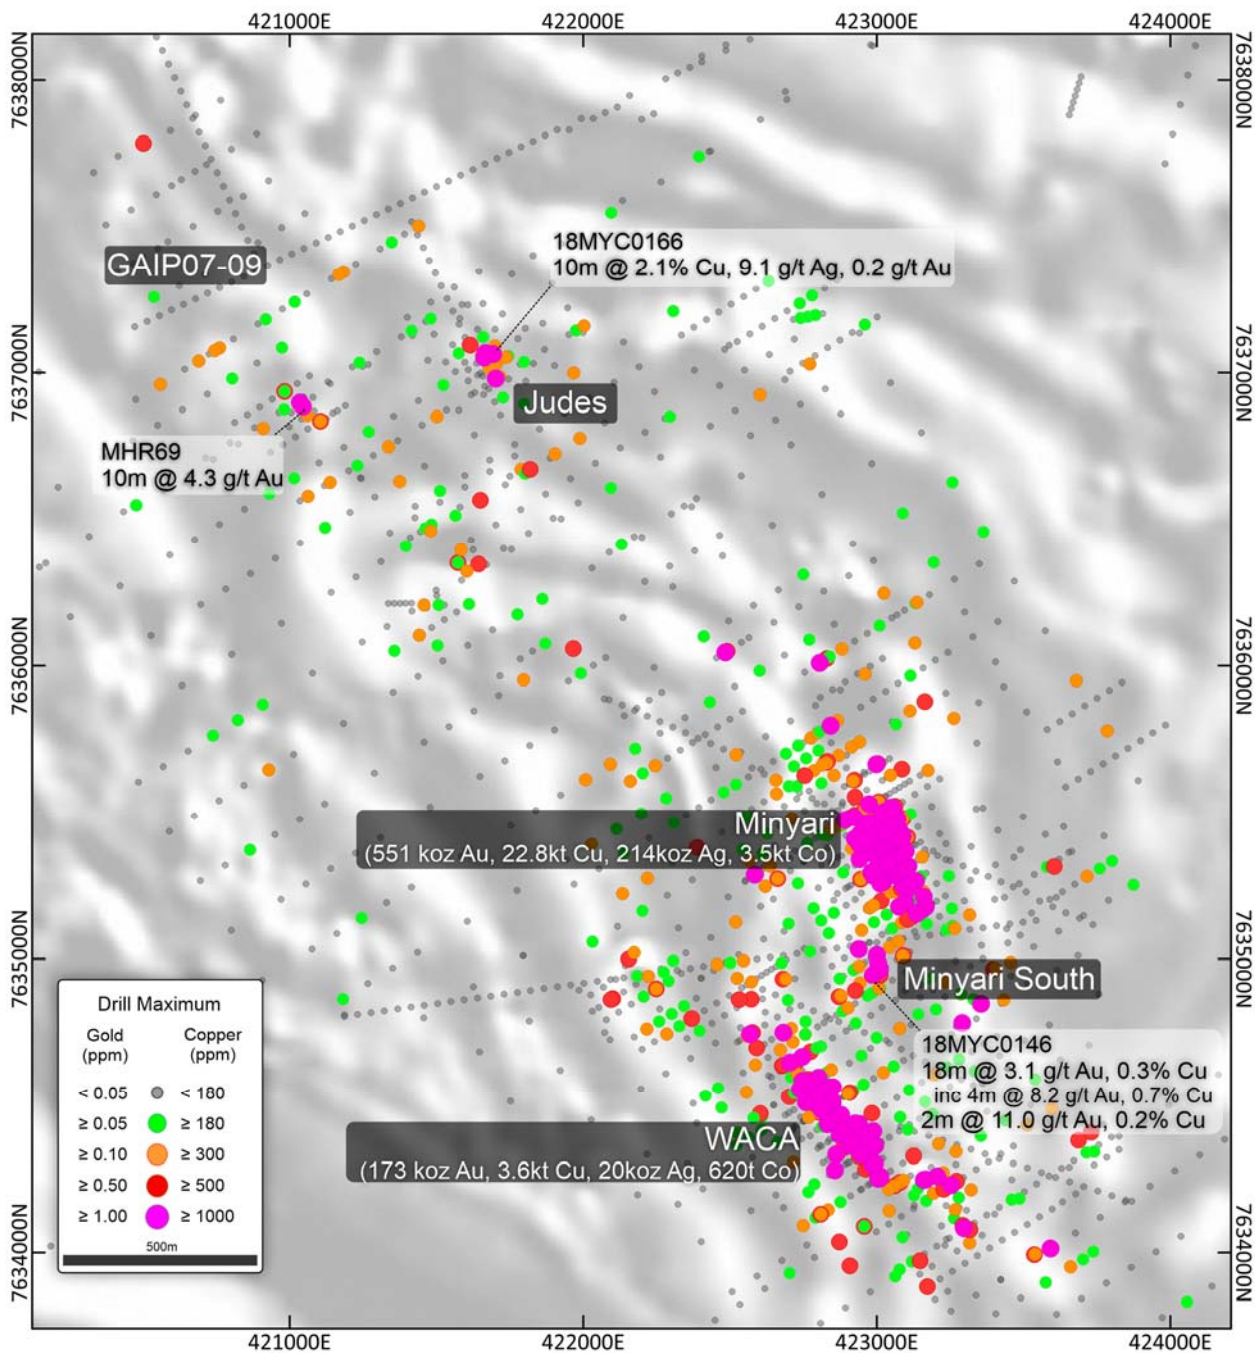 421000E 422000E 423000E 424000E
7638000N 7638000N
18MYC0166
10m @ 2.1% Cu, 9.1 g/t Ag, 0.2 g/t Au
GAIP07-09
7637000N 7637000N
Judes
MHR69
10m @ 4.3 g/t Au
7636000N 7636000N
Minyari
(551 koz Au, 22.8kt Cu, 214koz Ag, 3.5kt Co)
7635000N 7635000N
Minyari South
18MYC0146
18m @ 3.1 g/t Au, 0.3% Cu
inc 4m @ 8.2 g/t Au, 0.7% Cu
2m @ 11.0 g/t Au, 0.2% Cu
WACA
(173 koz Au, 3.6kt Cu, 20koz Ag, 620t Co)
Drill Maximum
Gold Copper
(ppm) (ppm)
< 0.05 < 180
≥ 0.05 ≥ 180
≥ 0.10 ≥ 300
≥ 0.50 ≥ 500
≥ 1.00 ≥ 1000
500m
7634000N 7634000N
421000E 422000E 423000E 424000E